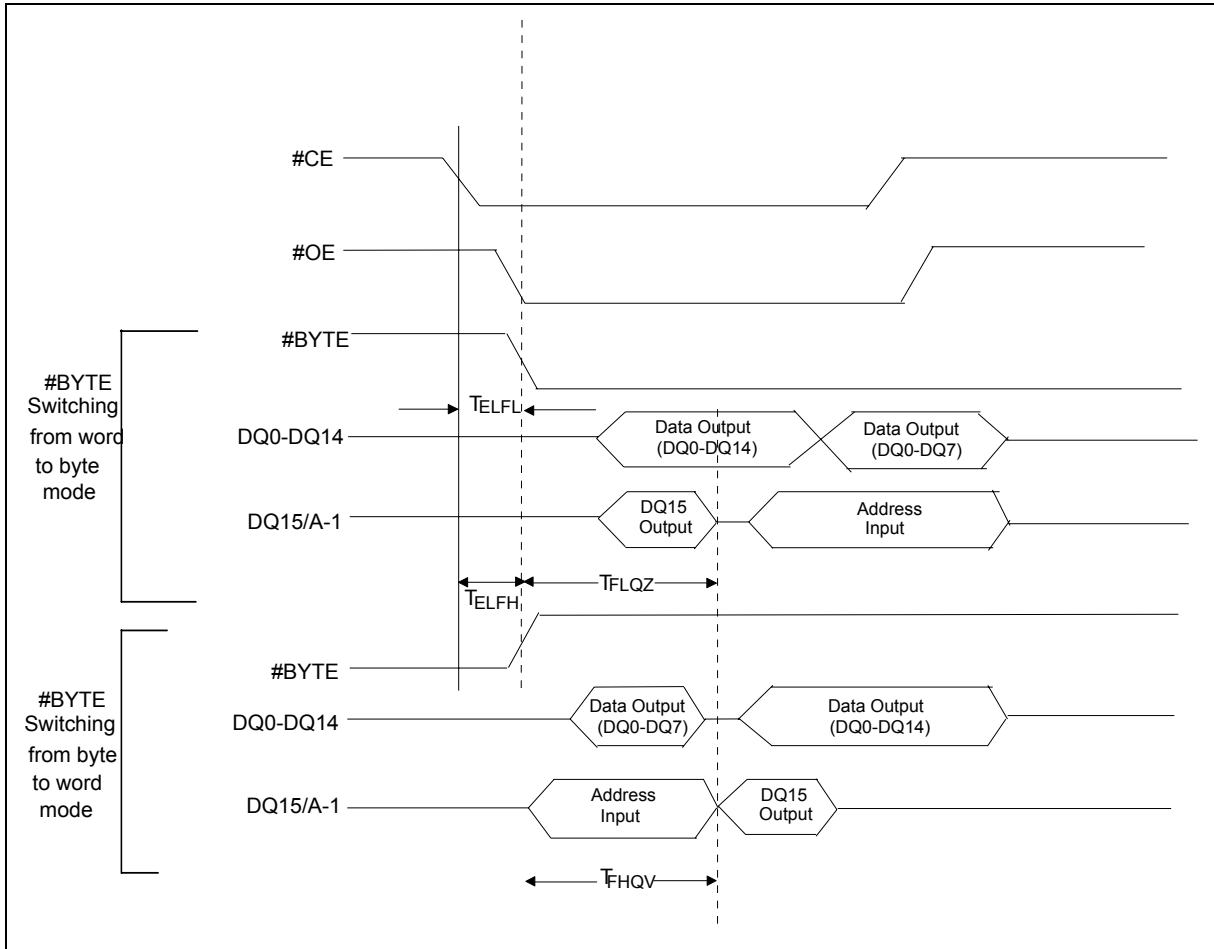 #CE
#OE
#BYTE
#BYTE
Switching
from word
to byte
mode
TELFL
DQ0-DQ14
Data Output
(DQ0-DQ14)
Data Output
(DQ0-DQ7)
DQ15/A-1
DQ15
Output
Address
Input
TELFH
TFLQZ
#BYTE
#BYTE
Switching
from byte
to word
mode
DQ0-DQ14
Data Output
(DQ0-DQ7)
Data Output
(DQ0-DQ14)
DQ15/A-1
Address
Input
DQ15
Output
TFHQV